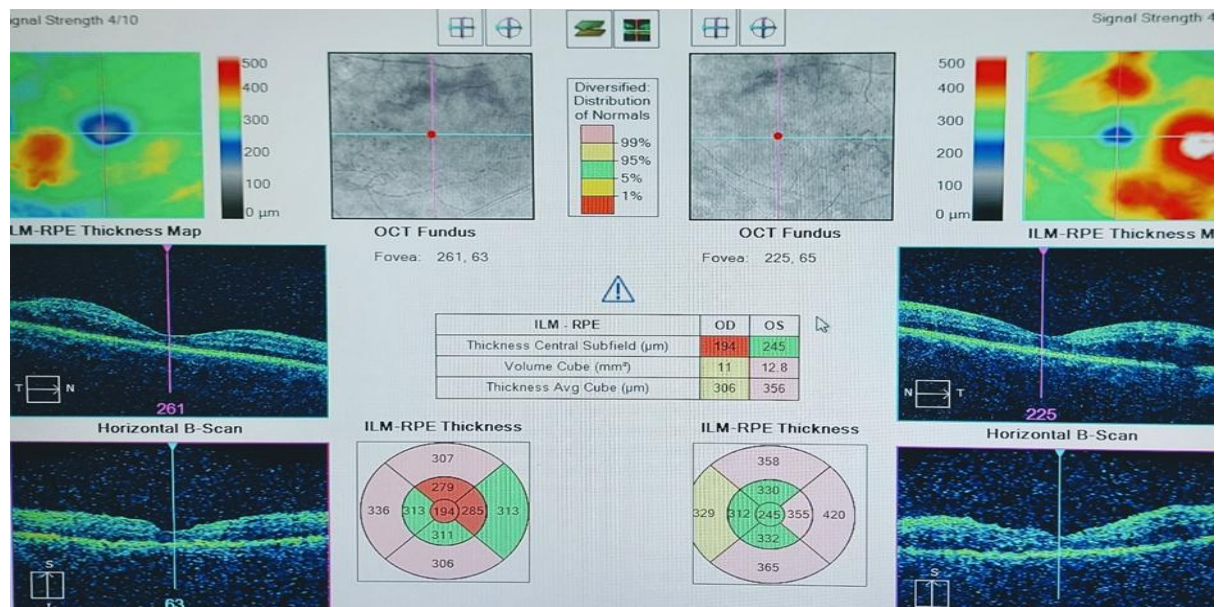 gnal Strength 4/10
Signal Strength 4
500
400
300
200
100
0 µm
Diversified:
Distribution
of Normals
99%
95%
5%
1%
500
400
300
200
100
0 µm
LM-RPE Thickness Map
OCT Fundus
OCT Fundus
ILM-RPE Thickness M
Fovea: 261, 63
Fovea: 225, 65
ILM - RPE OD OS
Thickness Central Subfield (µm) 194 245
Volume Cube (mm³) 11 12.8
Thickness Avg Cube (µm) 306 356
T N
261
N T
225
Horizontal B-Scan
ILM-RPE Thickness
ILM-RPE Thickness
Horizontal B-Scan
307
279
336 313 194 285 313
311
306
358
330
329 312 245 355 420
332
365
S
63
S